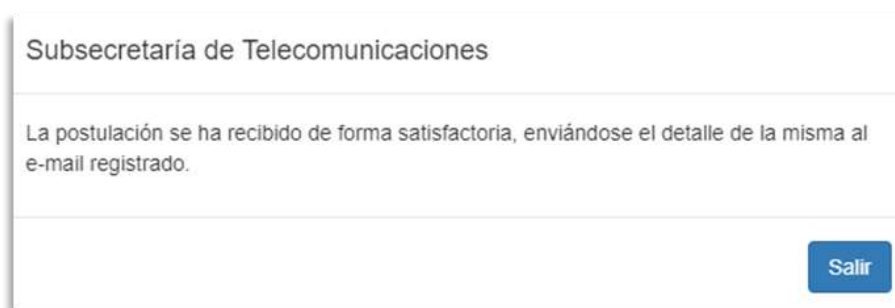 Subsecretaría de Telecomunicaciones
La postulación se ha recibido de forma satisfactoria, enviándose el detalle de la misma al
e-mail registrado.
Salir